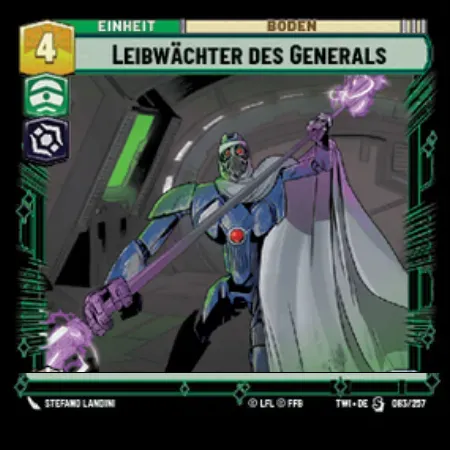 EINHEIT
BODEN
4
LEIBWÄCHTER DES GENERALS
STEFANO LANDINI
© LFL © FFG
TWI • DE
063/257